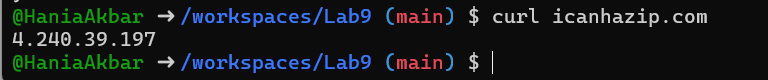 @HaniaAkbar ➜ /workspaces/Lab9 (main) $ curl icanhazip.com
4.240.39.197
@HaniaAkbar ➜ /workspaces/Lab9 (main) $